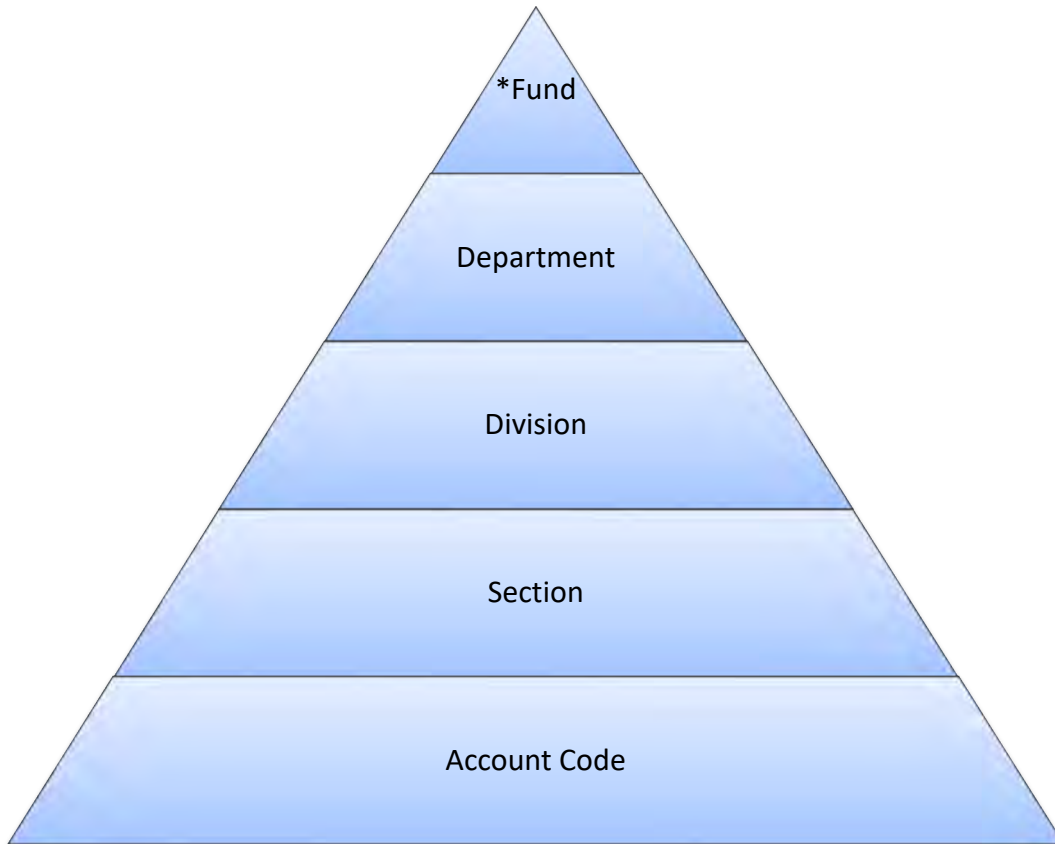 *Fund
Department
Division
Section
Account Code